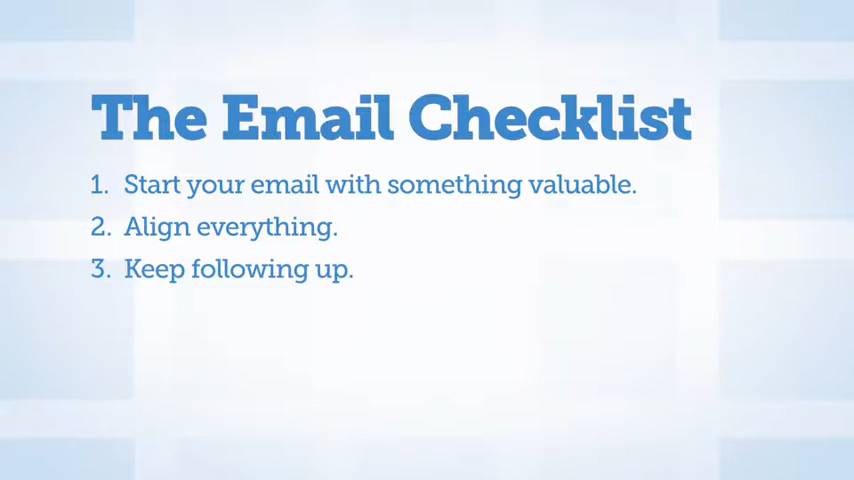 The Email Checklist
1. Start your email with something valuable.
2. Align everything.
3. Keep following up.